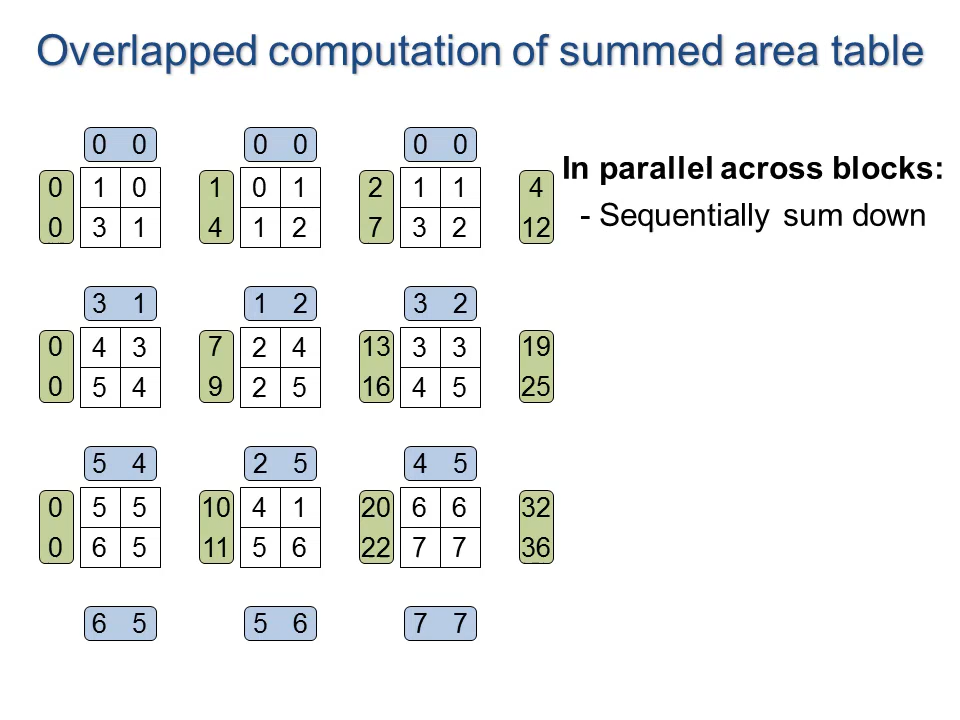 Overlapped computation of summed area table
0 0 0 0 0 0
In parallel across blocks:
0 1 0 1 0 1 2 1 1 4
- Sequentially sum down
0 3 1 4 1 2 7 3 2 12
3 1 1 2 3 2
0 4 3 7 2 4 13 3 3 19
0 5 4 9 2 5 16 4 5 25
5 4 2 5 4 5
0 5 5 10 4 1 20 6 6 32
0 6 5 11 5 6 22 7 7 36
6 5 5 6 7 7